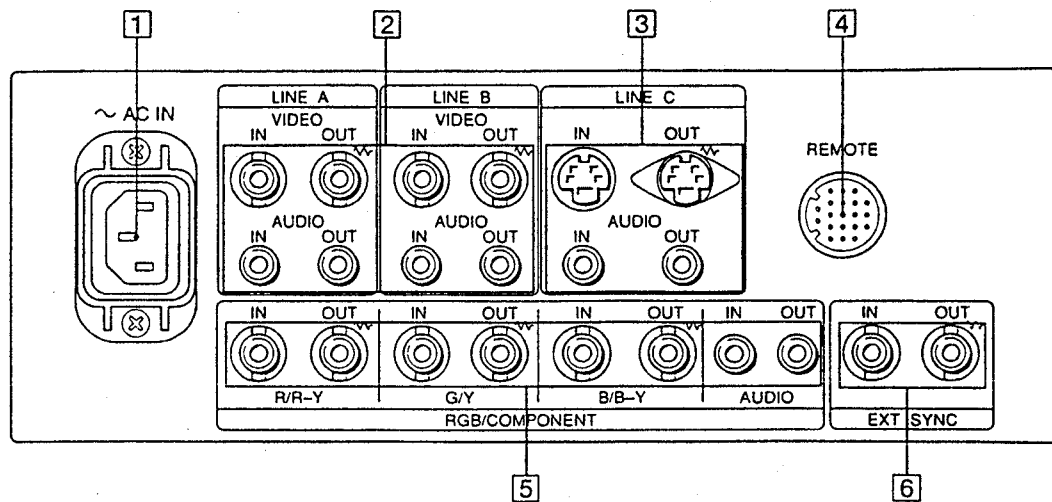 1 2 3 4
LINE A LINE B LINE C
∼ AC IN
VIDEO VIDEO
IN OUT IN OUT IN OUT
REMOTE
AUDIO AUDIO AUDIO
IN OUT IN OUT IN OUT
IN OUT IN OUT IN OUT IN OUT IN OUT
R/R-Y G/Y B/B-Y AUDIO
RGB/COMPONENT EXT SYNC
5 6